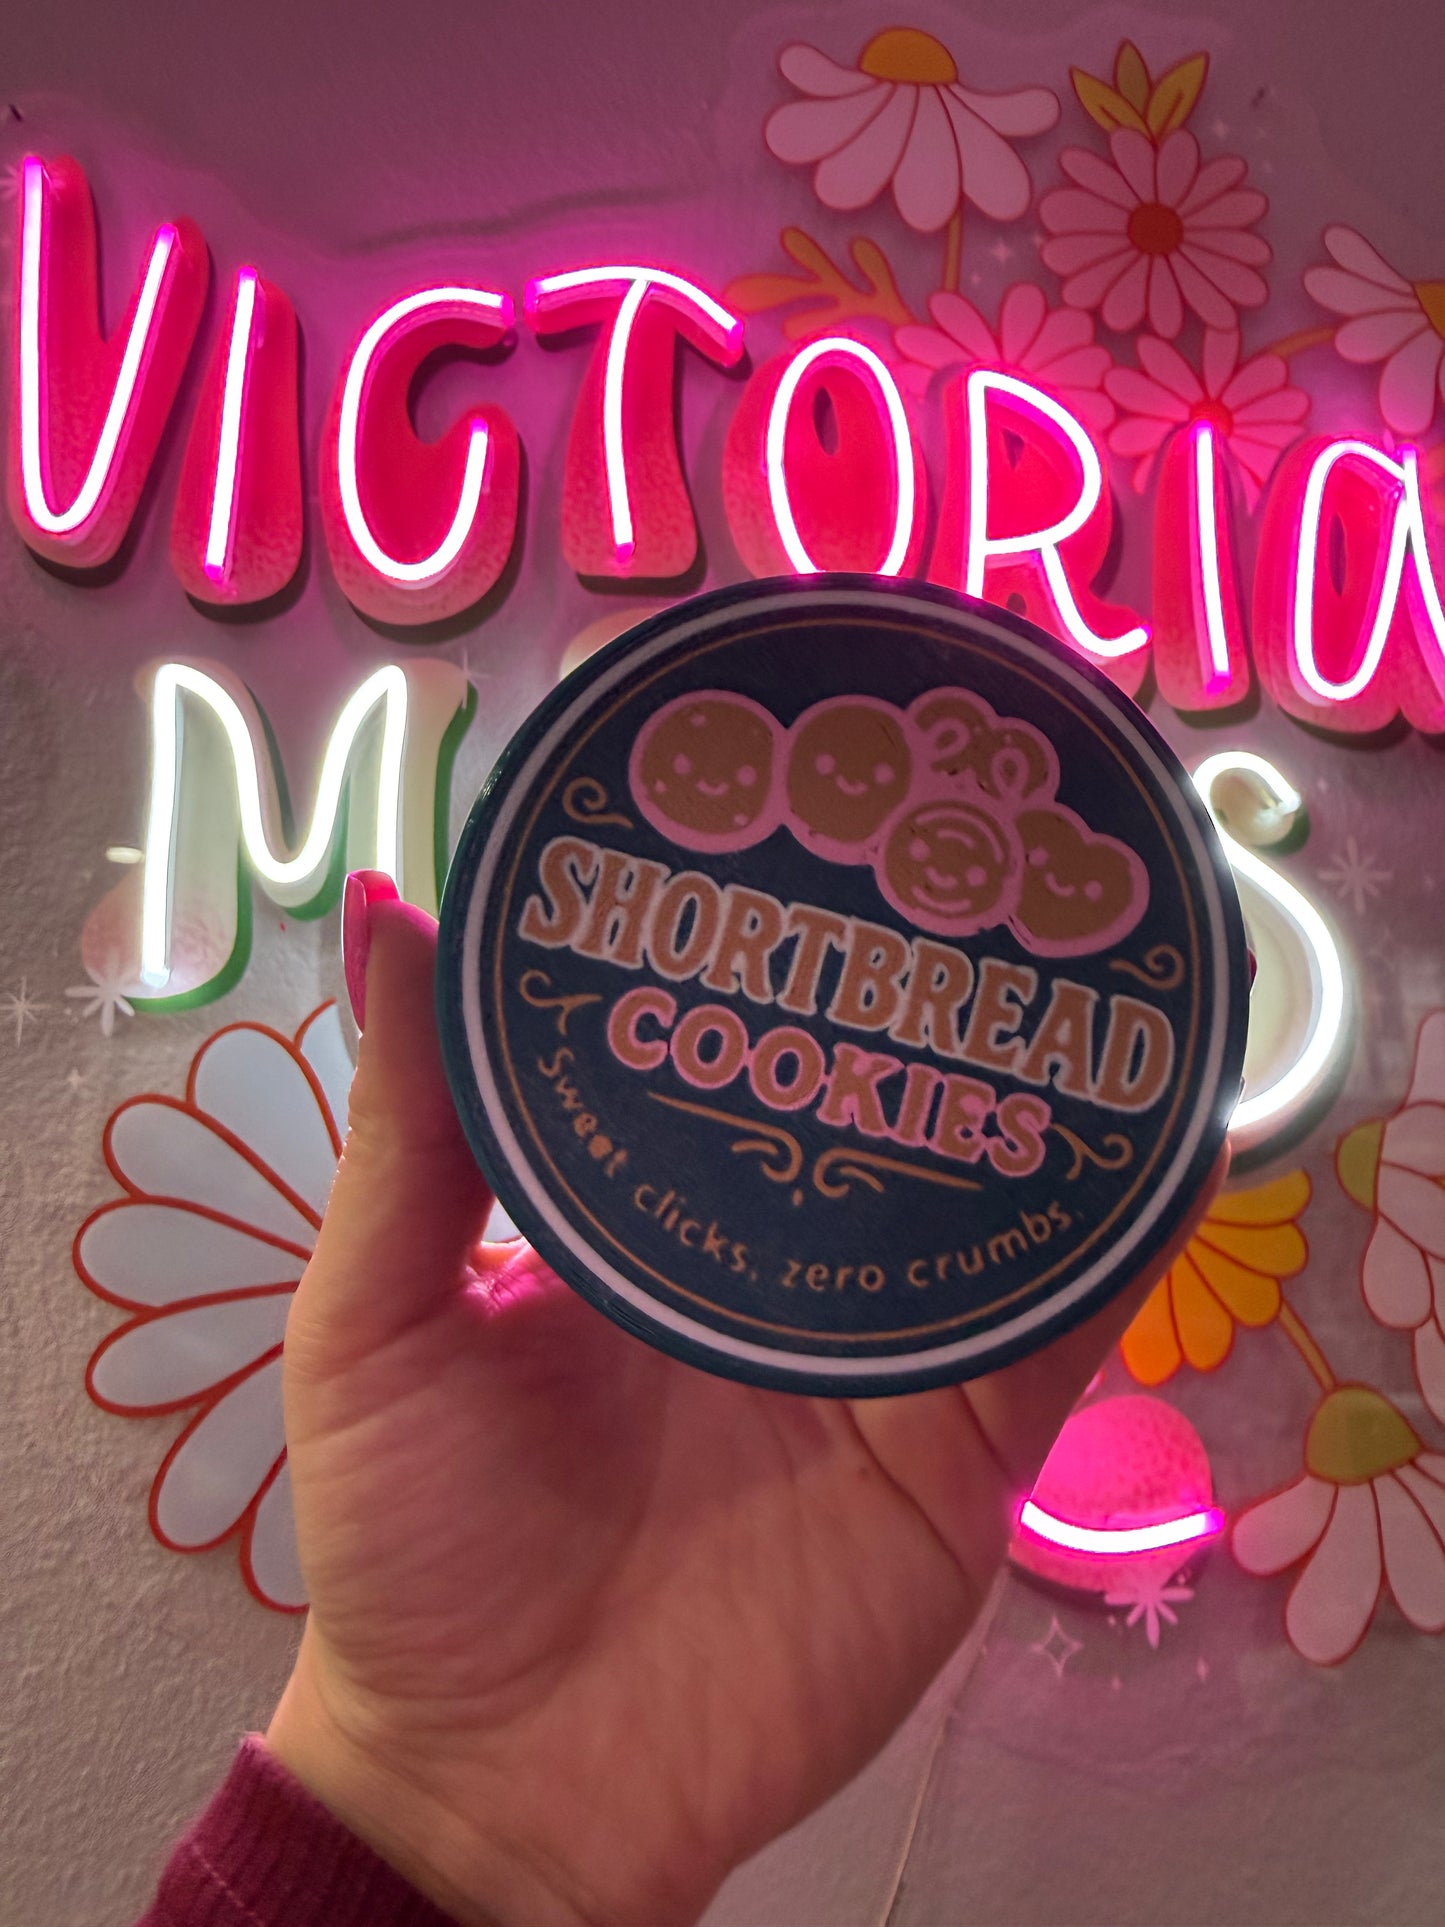 VICTORIA
SHORTBREAD
COOKIES
Sweet clicks, zero crumbs.